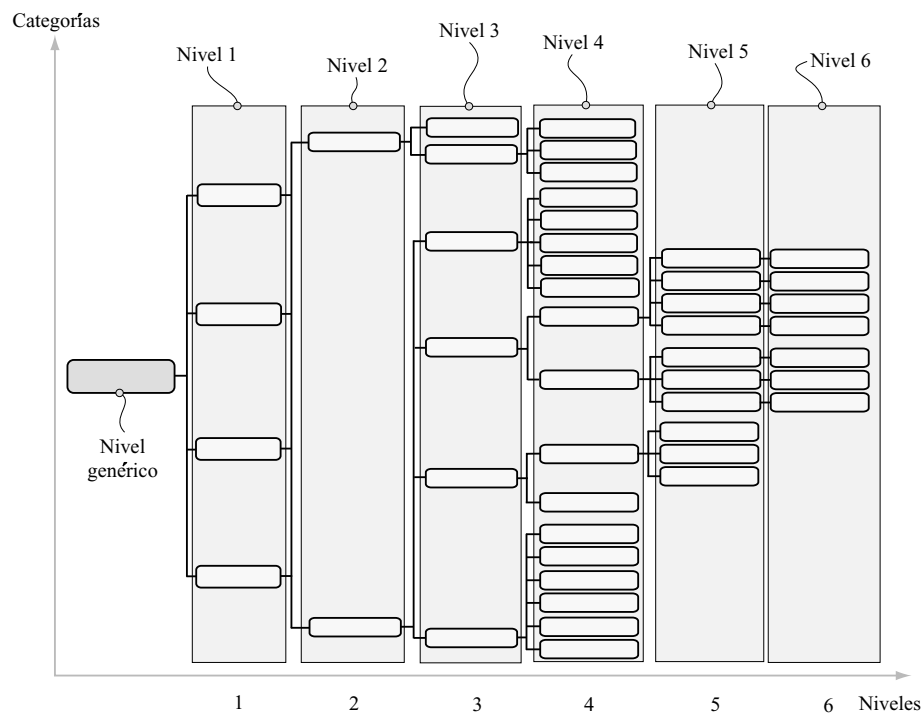 Categorías
Nivel 1
Nivel 2
Nivel 3
Nivel 4
Nivel 5
Nivel 6
Nivel
genérico
1
2
3
4
5
6
Niveles